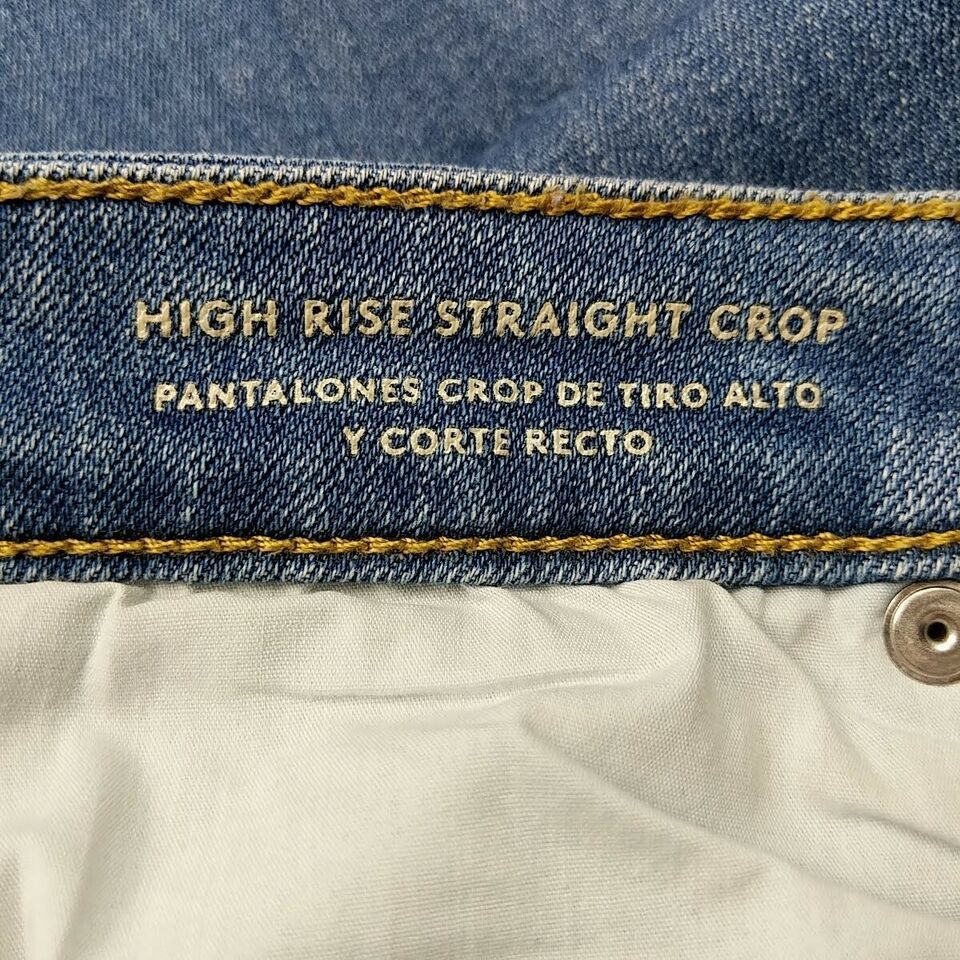 HIGH RISE STRAIGHT CROP
PANTALONES CROP DE TIRO ALTO
Y CORTE RECTO